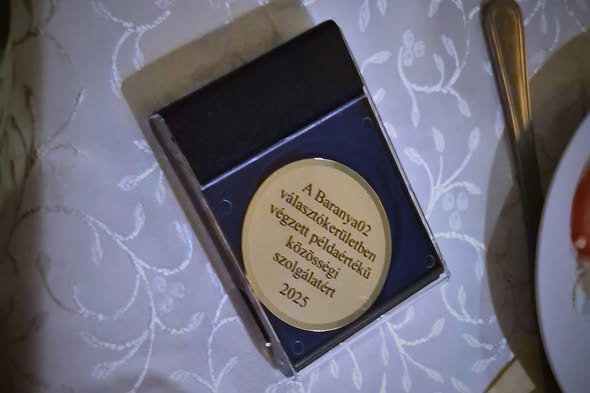 A Baranya02
választókerületben
végzett példaértékű
közösségi
szolgálatért
2025